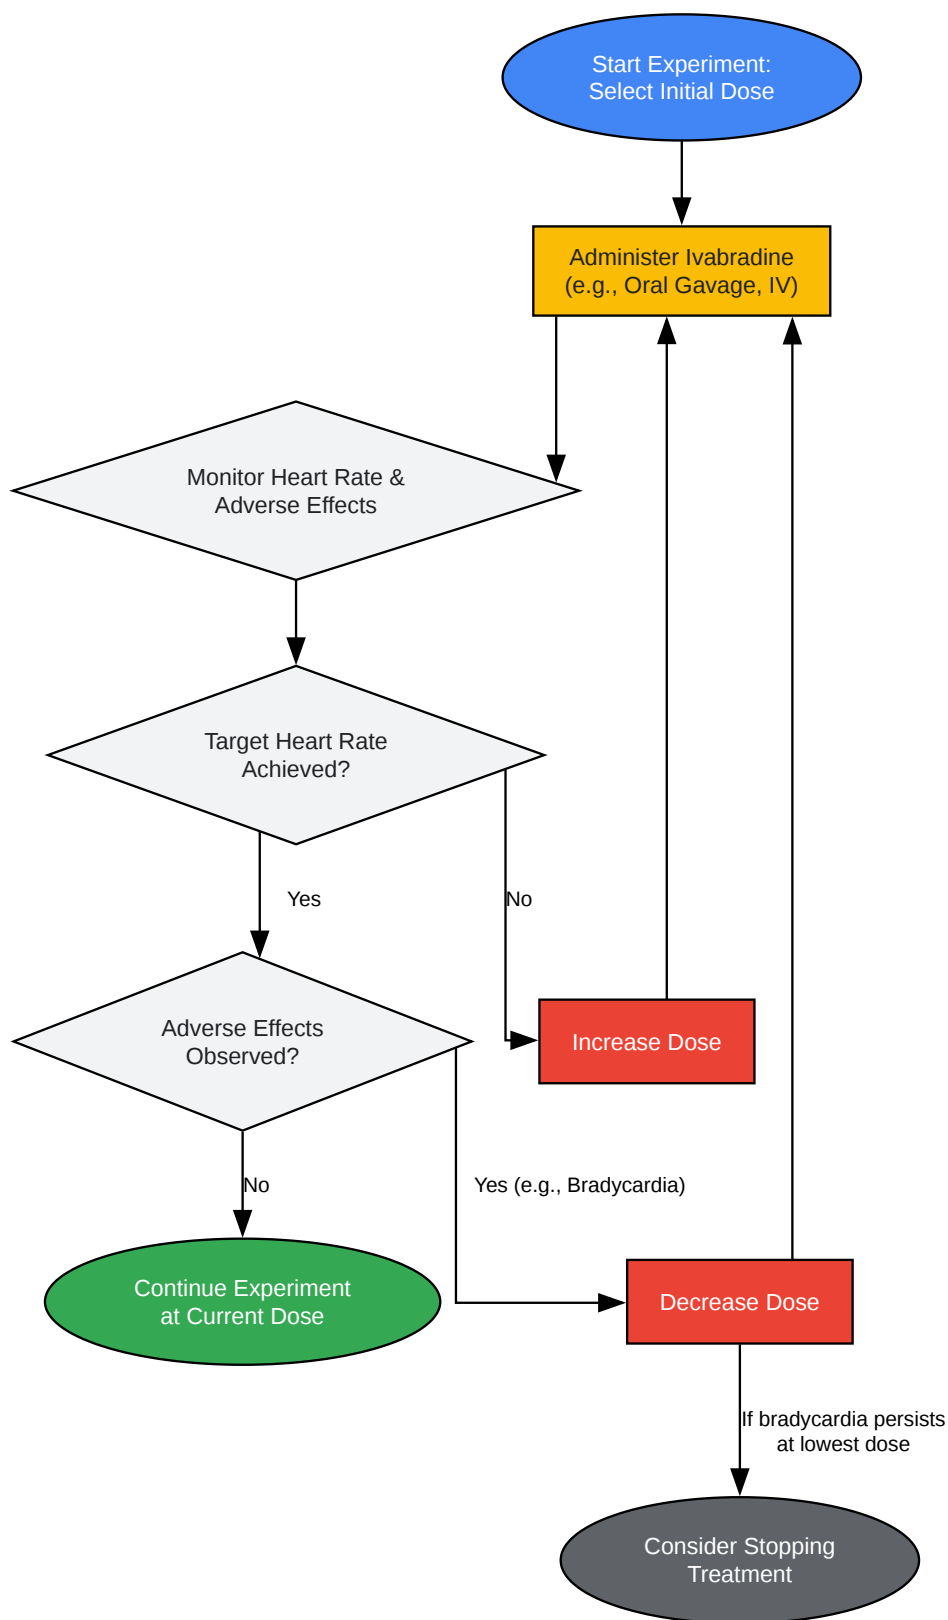 Start Experiment:
Select Initial Dose
Administer Ivabradine
(e.g., Oral Gavage, IV)
Monitor Heart Rate &
Adverse Effects
Target Heart Rate
Achieved?
Yes
No
Adverse Effects
Observed?
Increase Dose
No
Yes (e.g., Bradycardia)
Continue Experiment
at Current Dose
Decrease Dose
If bradycardia persists
at lowest dose
Consider Stopping
Treatment